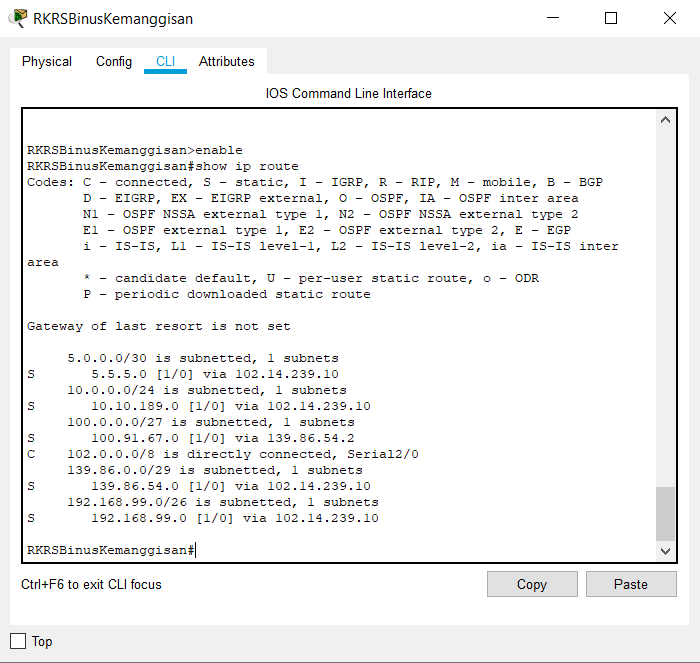 RKRSBinusKemanggisan
Physical Config CLI Attributes
IOS Command Line Interface
RKRSBinusKemanggisan>enable
RKRSBinusKemanggisan#show ip route
Codes: C - connected, S - static, I - IGRP, R - RIP, M - mobile, B - BGP
D - EIGRP, EX - EIGRP external, O - OSPF, IA - OSPF inter area
N1 - OSPF NSSA external type 1, N2 - OSPF NSSA external type 2
E1 - OSPF external type 1, E2 - OSPF external type 2, E - EGP
i - IS-IS, L1 - IS-IS level-1, L2 - IS-IS level-2, ia - IS-IS inter
area
* - candidate default, U - per-user static route, o - ODR
P - periodic downloaded static route
Gateway of last resort is not set
5.0.0.0/30 is subnetted, 1 subnets
S 5.5.5.0 [1/0] via 102.14.239.10
10.0.0.0/24 is subnetted, 1 subnets
S 10.10.189.0 [1/0] via 102.14.239.10
100.0.0.0/27 is subnetted, 1 subnets
S 100.91.67.0 [1/0] via 139.86.54.2
C 102.0.0.0/8 is directly connected, Serial2/0
139.86.0.0/29 is subnetted, 1 subnets
S 139.86.54.0 [1/0] via 102.14.239.10
192.168.99.0/26 is subnetted, 1 subnets
S 192.168.99.0 [1/0] via 102.14.239.10
RKRSBinusKemanggisan#
Ctrl+F6 to exit CLI focus
Copy Paste
Top